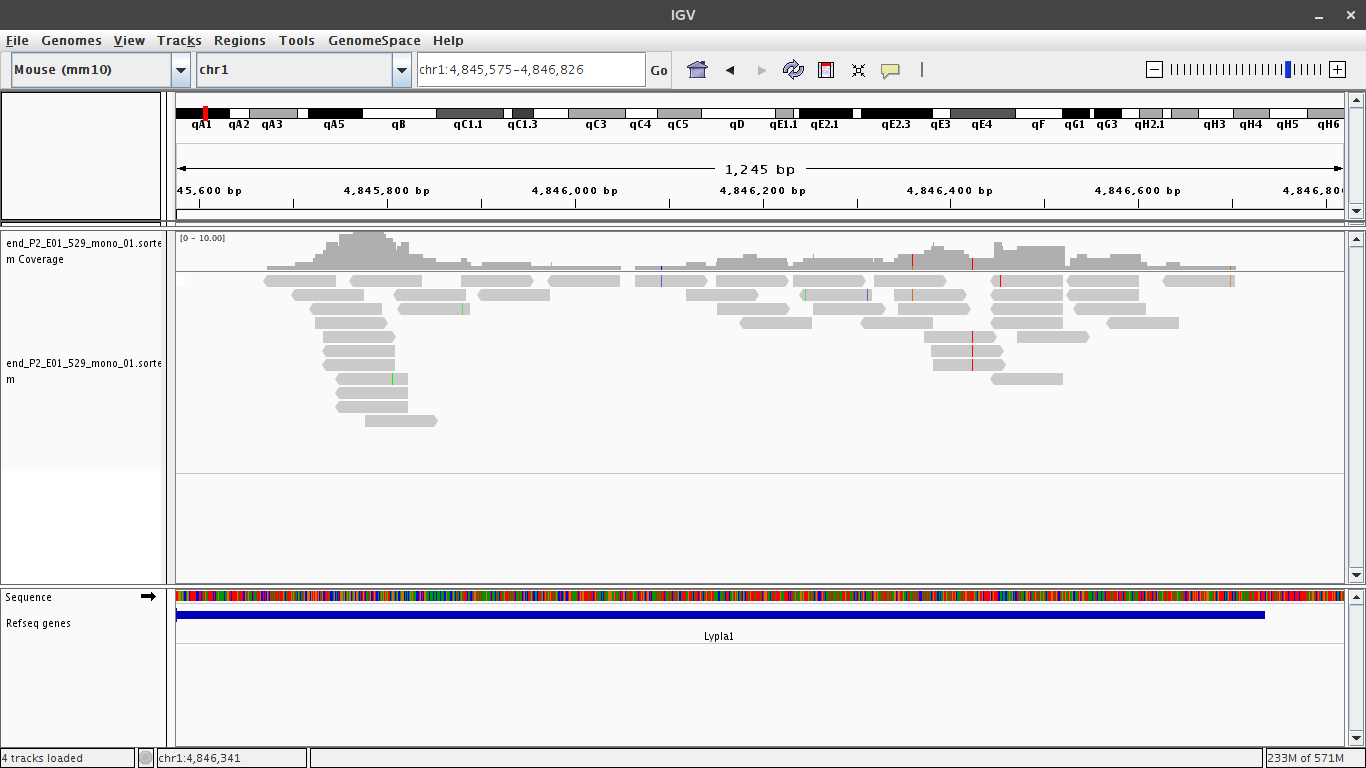 IGV
File Genomes View Tracks Regions Tools GenomeSpace Help
Mouse (mm10) chr1 chr1:4,845,575-4,846,826 Go
qA1 qA2 qA3 qA5 qB qC1.1 qC1.3 qC3 qC4 qC5 qD qE1.1 qE2.1 qE2.3 qE3 qE4 qF qG1 qG3 qH2.1 qH3 qH4 qH5 qH6
1,245 bp
45,600 bp 4,845,800 bp 4,846,000 bp 4,846,200 bp 4,846,400 bp 4,846,600 bp 4,846,800
end_P2_E01_529_mono_01.sorte
m Coverage
[0 - 10.00]
end_P2_E01_529_mono_01.sorte
m
Sequence
Refseq genes
Lypla1
4 tracks loaded chr1:4,846,341 233M of 571M